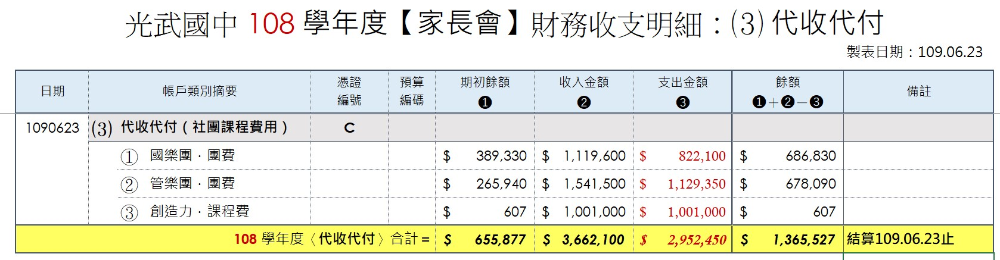 光武國中 108 學年度【家長會】財務收支明細：(3) 代收代付
製表日期：109.06.23
日期 帳戶類別摘要 憑證編號 預算編碼 期初餘額❶ 收入金額❷ 支出金額❸ 餘額❶＋❷－❸ 備註
1090623 (3) 代收代付（社團課程費用） C
① 國樂團．團費 $ 389,330 $ 1,119,600 $ 822,100 $ 686,830
② 管樂團．團費 $ 265,940 $ 1,541,500 $ 1,129,350 $ 678,090
③ 創造力．課程費 $ 607 $ 1,001,000 $ 1,001,000 $ 607
108 學年度〈代收代付〉合計＝ $ 655,877 $ 3,662,100 $ 2,952,450 $ 1,365,527 結算109.06.23止